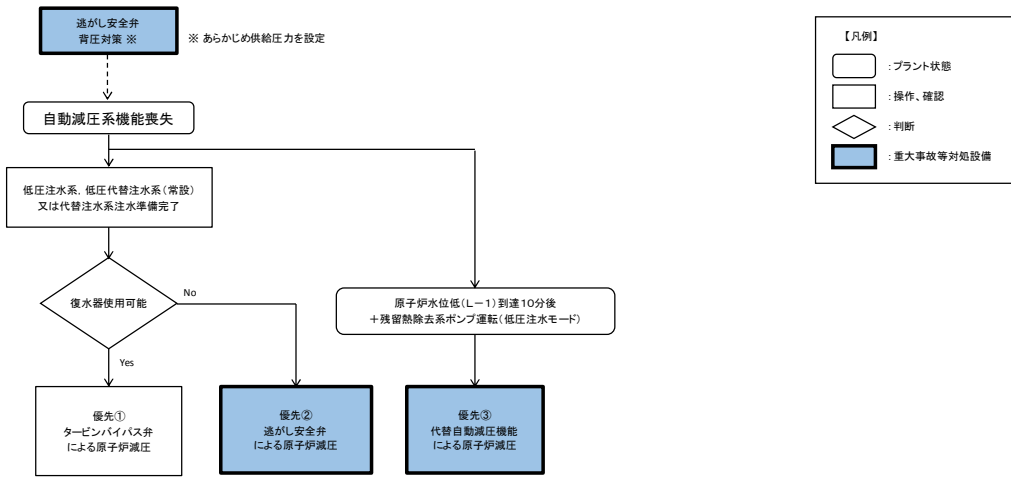 逃がし安全弁
背圧対策 ※
※ あらかじめ供給圧力を設定
自動減圧系機能喪失
低圧注水系，低圧代替注水系（常設）
又は代替注水系注水準備完了
復水器使用可能
No
Yes
原子炉水位低（L－1）到達10分後
＋残留熱除去系ポンプ運転（低圧注水モード）
優先①
タービンバイパス弁
による原子炉減圧
優先②
逃がし安全弁
による原子炉減圧
優先③
代替自動減圧機能
による原子炉減圧
【凡例】
：プラント状態
：操作、確認
：判断
：重大事故等対処設備